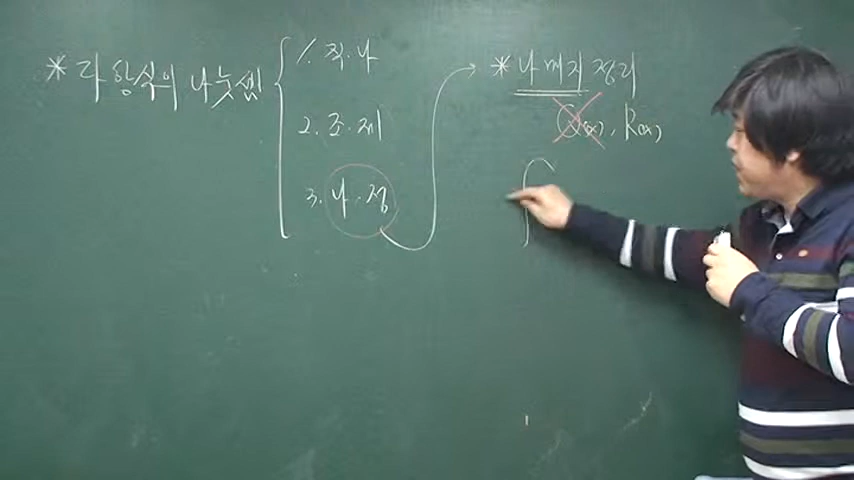 * 다항식의 나눗셈
1. 직·나
2. 조·제
3. 나·정
* 나머지 정리
Q(x), R(x)